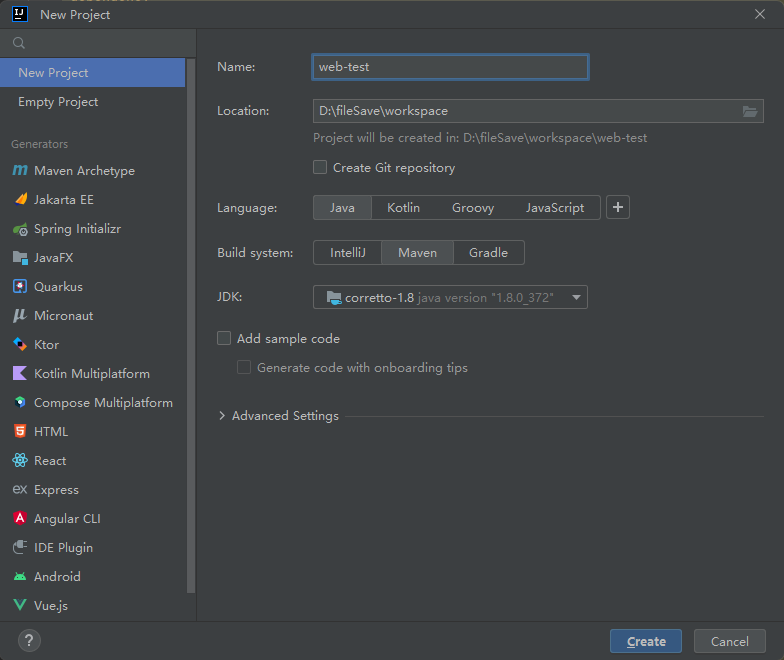 IJ New Project
New Project
Empty Project
Generators
m Maven Archetype
Jakarta EE
Spring Initializr
JavaFX
Quarkus
μ Micronaut
Ktor
Kotlin Multiplatform
Compose Multiplatform
5 HTML
React
ex Express
A Angular CLI
IDE Plugin
Android
Vue.js
?
Name: web-test
Location: D:\fileSave\workspace
Project will be created in: D:\fileSave\workspace\web-test
Create Git repository
Language: Java Kotlin Groovy JavaScript +
Build system: IntelliJ Maven Gradle
JDK: corretto-1.8 java version "1.8.0_372"
Add sample code
Generate code with onboarding tips
Advanced Settings
Create Cancel